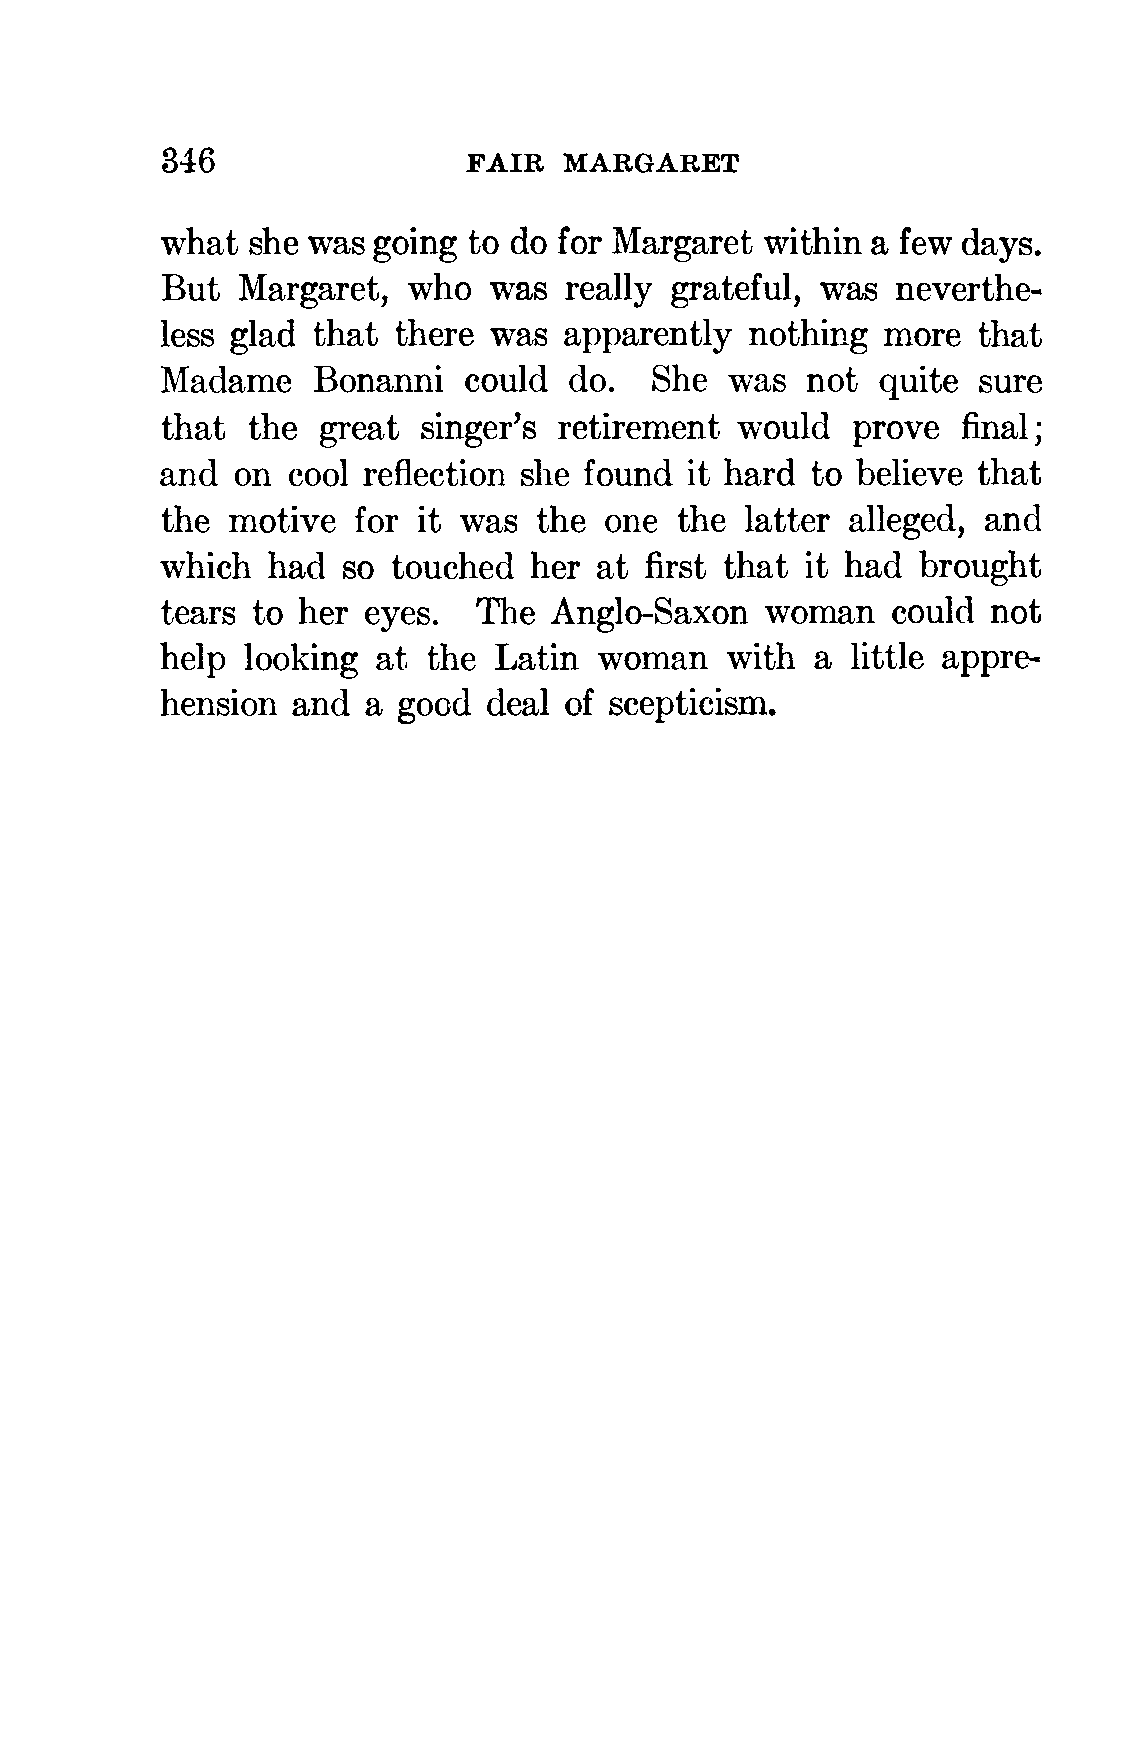 346 FAIR MARGARET
what she was going to do for Margaret within a few days.
But Margaret, who was really grateful, was neverthe-
less glad that there was apparently nothing more that
Madame Bonanni could do. She was not quite sure
that the great singer's retirement would prove final;
and on cool reflection she found it hard to believe that
the motive for it was the one the latter alleged, and
which had so touched her at first that it had brought
tears to her eyes. The Anglo-Saxon woman could not
help looking at the Latin woman with a little appre-
hension and a good deal of scepticism.